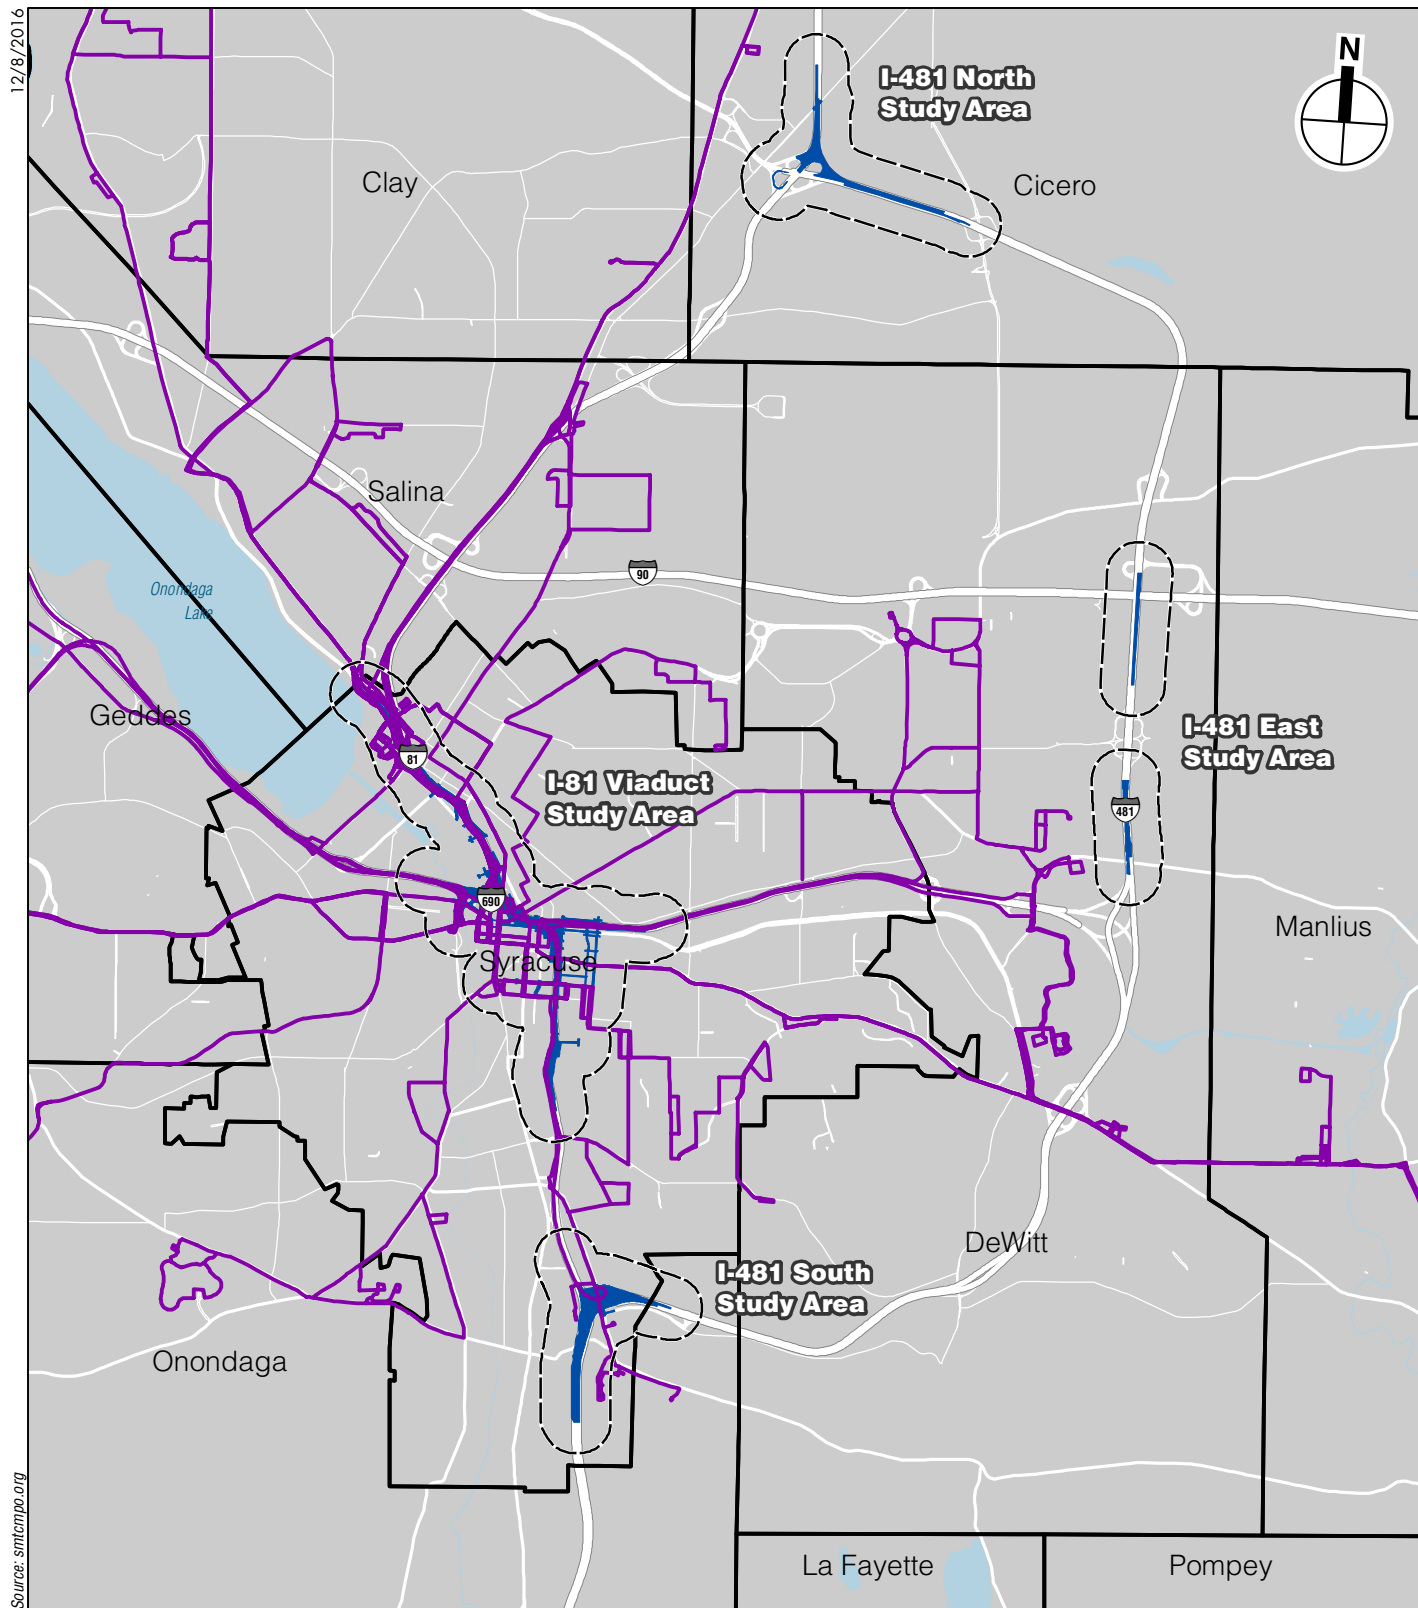 12/8/2016
N
I-481 North
Study Area
Clay
Cicero
Salina
90
Onondaga
Lake
Geddes
I-481 East
Study Area
81
I-81 Viaduct
Study Area
481
690
Manlius
Syracuse
DeWitt
I-481 South
Study Area
Onondaga
La Fayette
Pompey
Source: smtcmpo.org